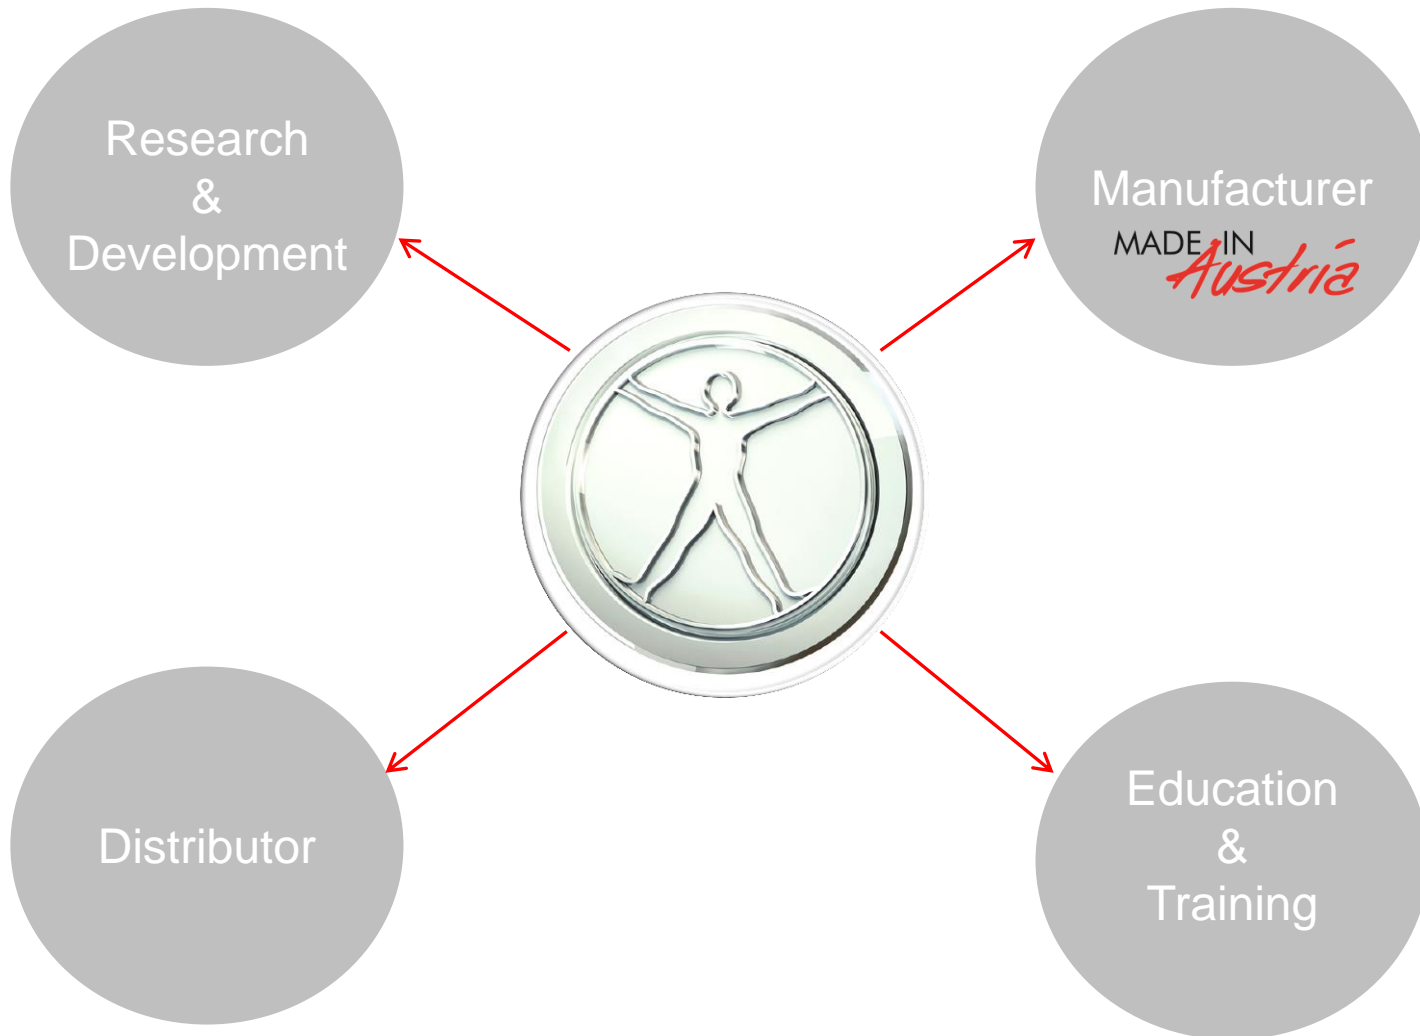 Research
&
Development
Manufacturer
MADE IN
Austria
Distributor
Education
&
Training